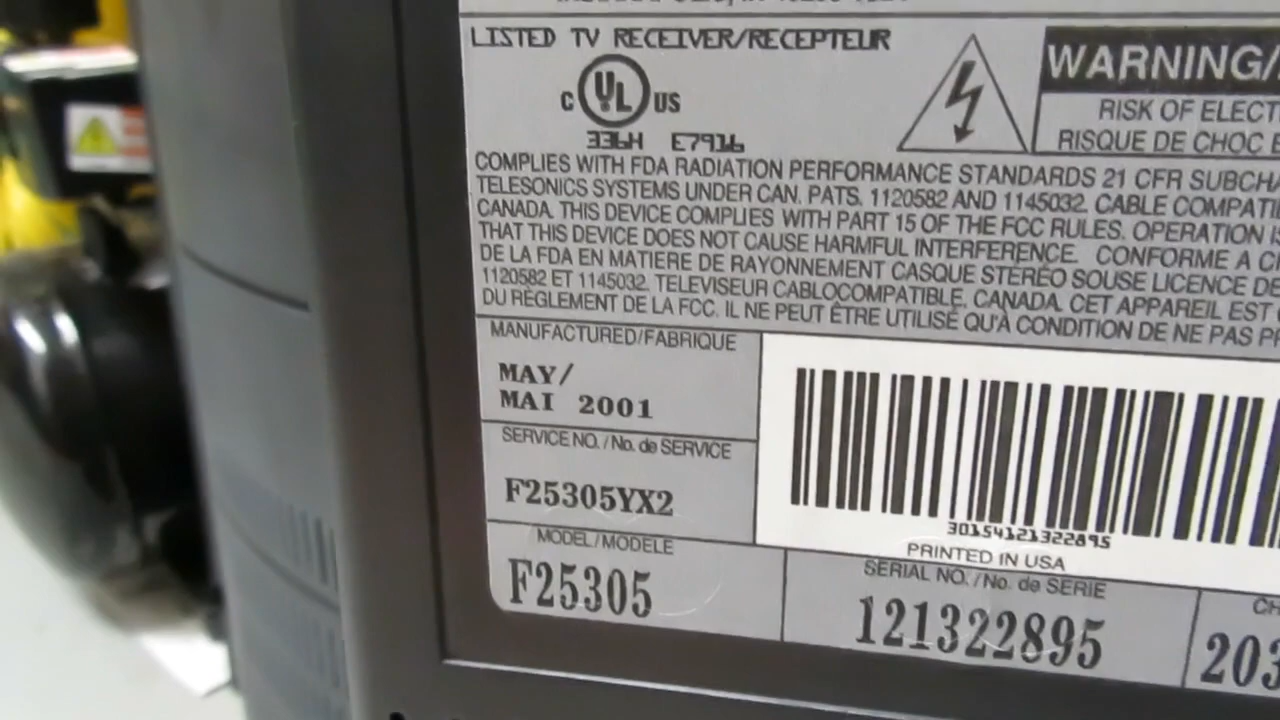 LISTED TV RECEIVER/RECEPTEUR
C UL US
336H E7916
WARNING/
RISK OF ELECT
RISQUE DE CHOC E
COMPLIES WITH FDA RADIATION PERFORMANCE STANDARDS 21 CFR SUBCHA
TELESONICS SYSTEMS UNDER CAN. PATS. 1120582 AND 1145032. CABLE COMPATI
CANADA. THIS DEVICE COMPLIES WITH PART 15 OF THE FCC RULES. OPERATION IS
THAT THIS DEVICE DOES NOT CAUSE HARMFUL INTERFERENCE. CONFORME A CI
DE LA FDA EN MATIERE DE RAYONNEMENT CASQUE STÉRÉO SOUSE LICENCE DE
1120582 ET 1145032. TELEVISEUR CABLOCOMPATIBLE, CANADA. CET APPAREIL EST
DU RÈGLEMENT DE LA FCC. IL NE PEUT ÊTRE UTILISÉ QU'À CONDITION DE NE PAS PR
MANUFACTURED/FABRIQUE
MAY/
MAI 2001
SERVICE NO. / No. de SERVICE
F25305YX2
30154121322895
PRINTED IN USA
MODEL/MODELE
F25305
SERIAL NO. /No. de SERIE
121322895
CH
203